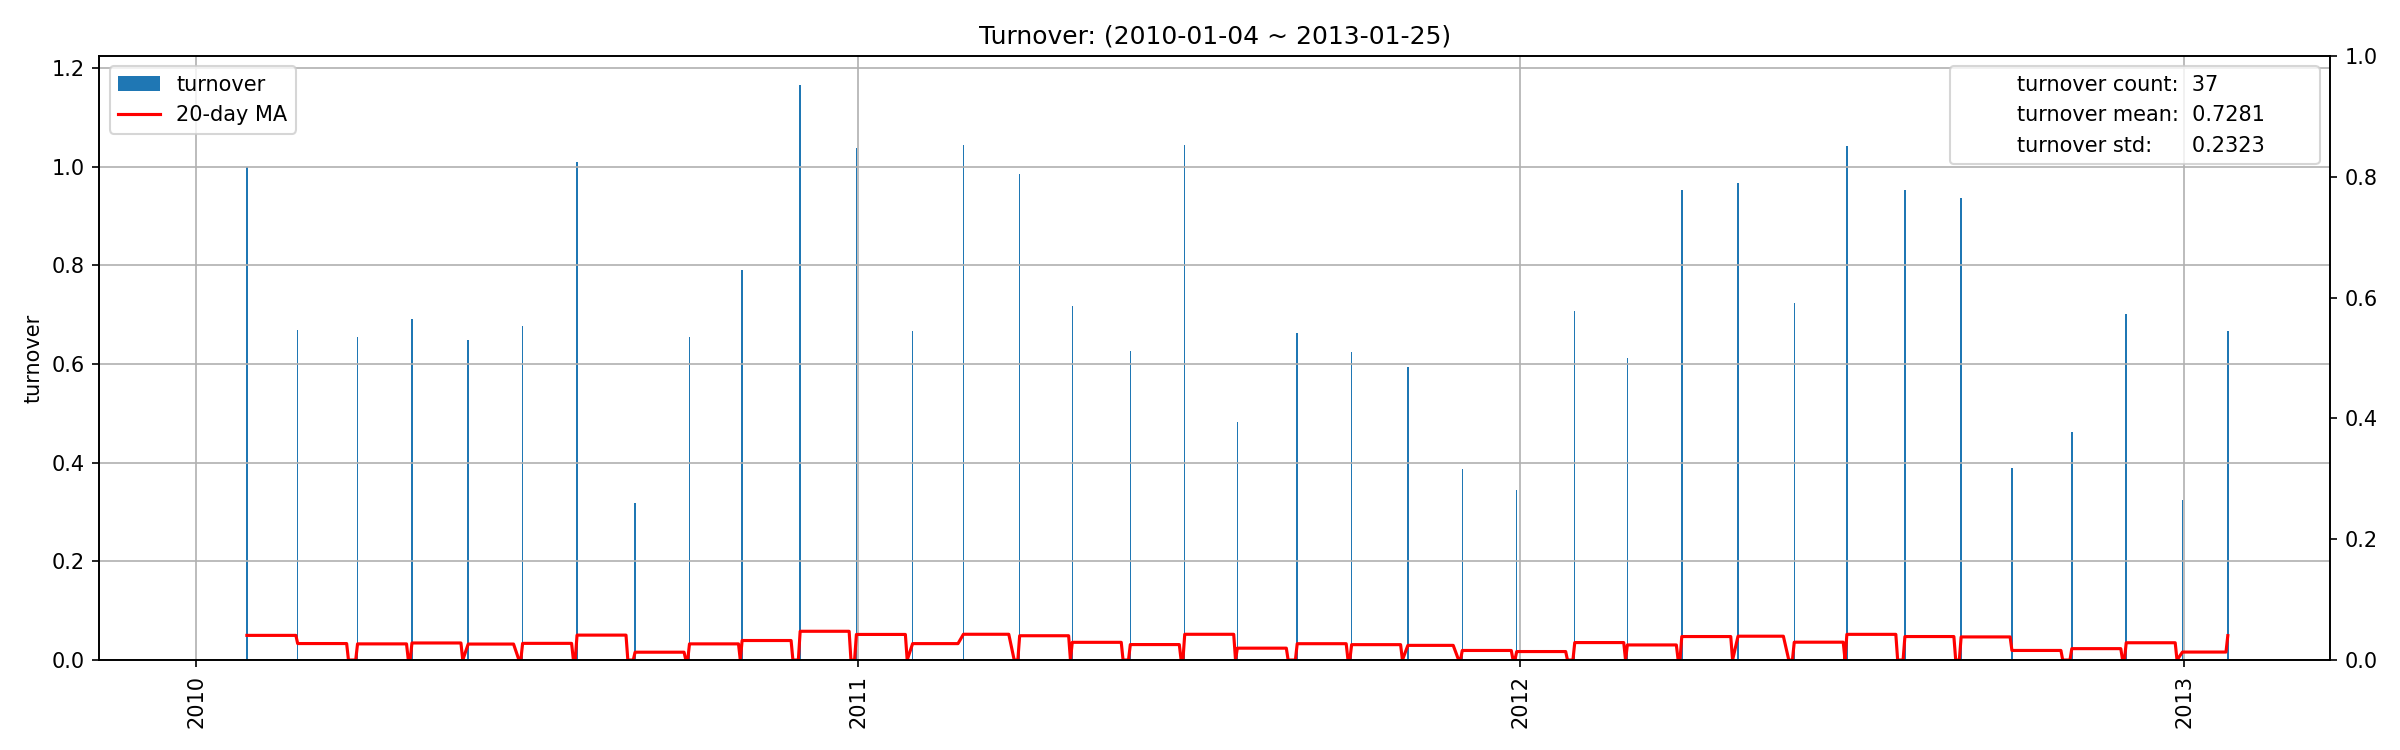 Turnover: (2010-01-04 ~ 2013-01-25)
turnover
20-day MA
turnover count: 37
turnover mean: 0.7281
turnover std: 0.2323
turnover
1.2
1.0
0.8
0.6
0.4
0.2
0.0
1.0
0.8
0.6
0.4
0.2
0.0
2010
2011
2012
2013